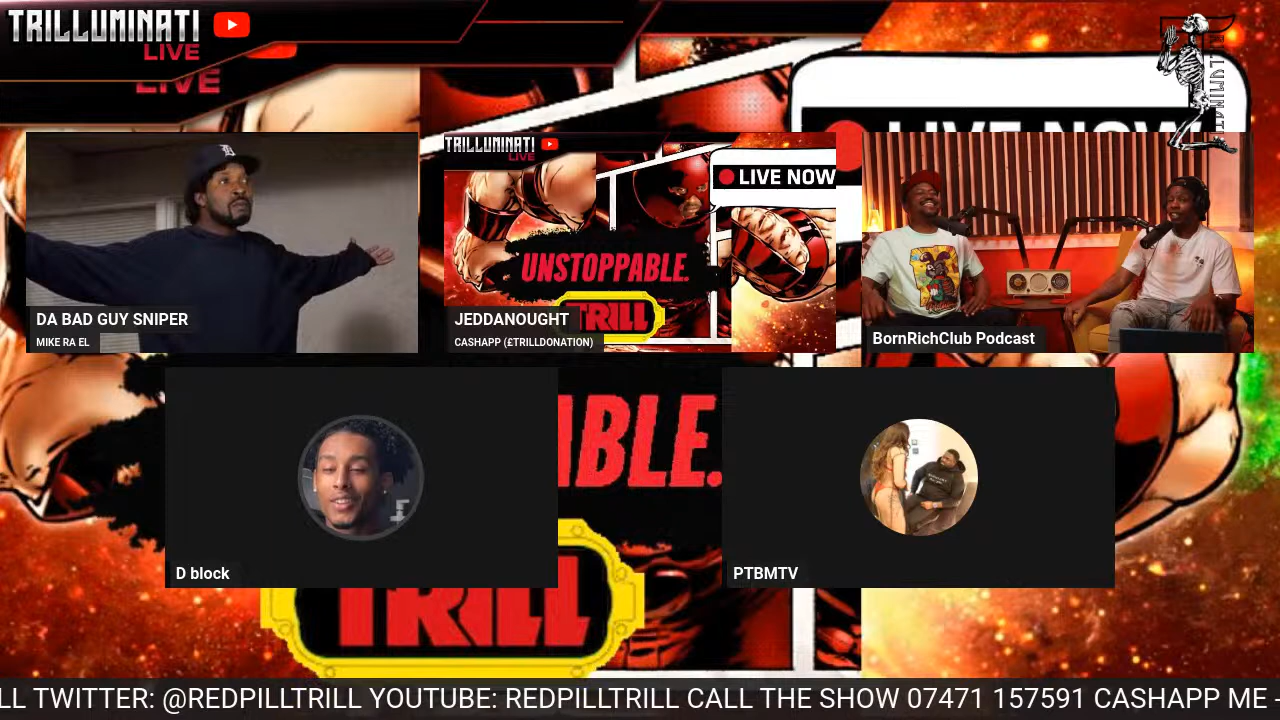 TRILLUMINATI
LIVE
LIVE
LIVE NOW
TRILLUMINATI
LIVE
LIVE NOW
UNSTOPPABLE.
TRILL
DA BAD GUY SNIPER
MIKE RA EL
JEDDANOUGHT
CASHAPP (£TRILLDONATION)
BornRichClub Podcast
ABLE.
D block
PTBMTV
TRILL
LL TWITTER: @REDPILLTRILL YOUTUBE: REDPILLTRILL CALL THE SHOW 07471 157591 CASHAPP ME